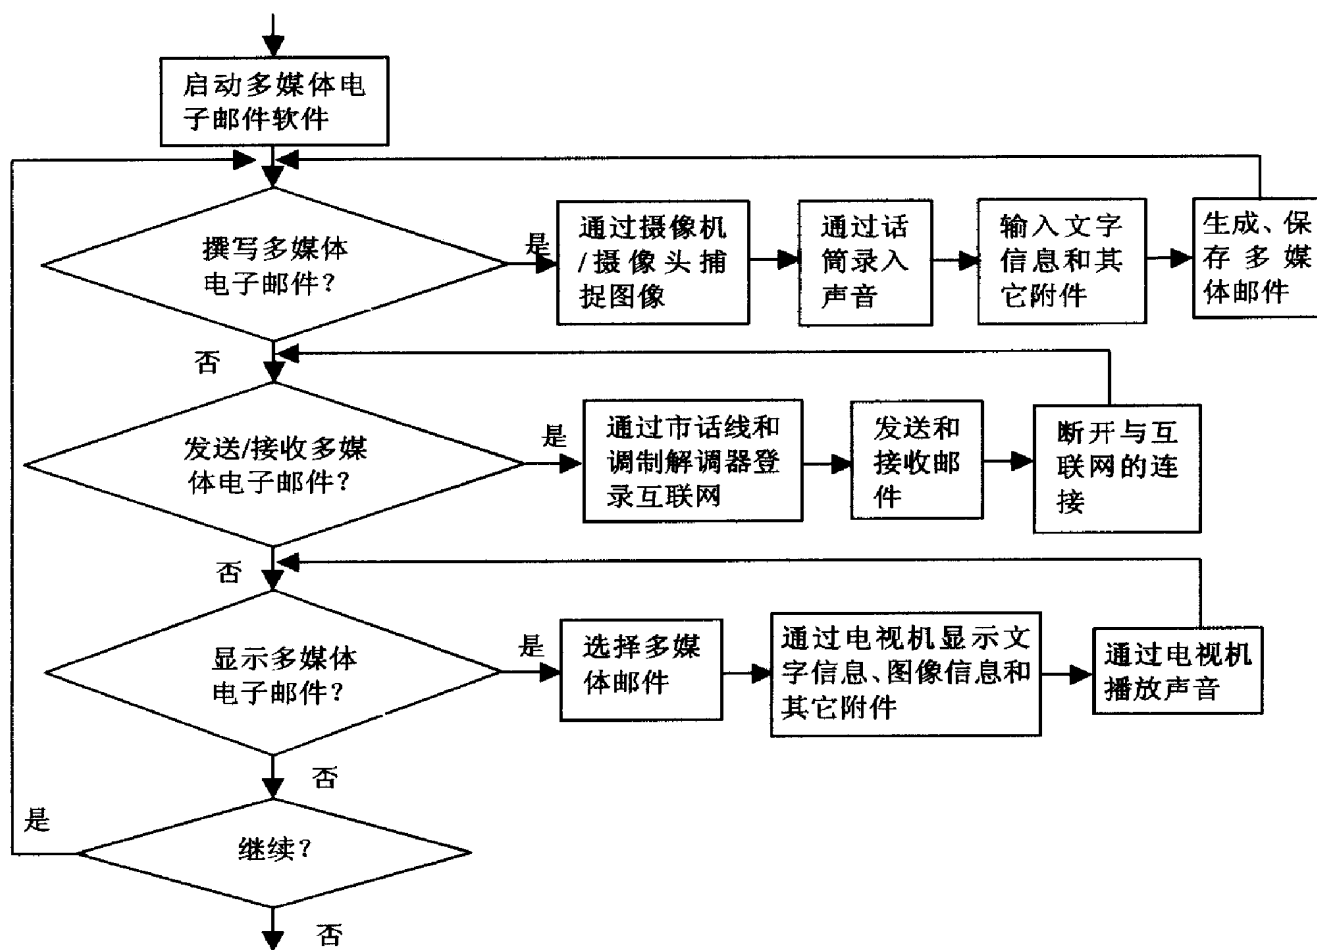 启动多媒体电
子邮件软件
撰写多媒体
电子邮件?
是
通过摄像机
/摄像头捕
捉图像
通过话
筒录入
声音
输入文字
信息和其
它附件
生成、保
存多媒
体邮件
否
发送/接收多媒
体电子邮件?
是
通过市话线和
调制解调器登
录互联网
发送和
接收邮
件
断开与互
联网的连
接
否
显示多媒体
电子邮件?
是
选择多媒
体邮件
通过电视机显示文
字信息、图像信息和
其它附件
通过电视机
播放声音
否
是
继续?
否